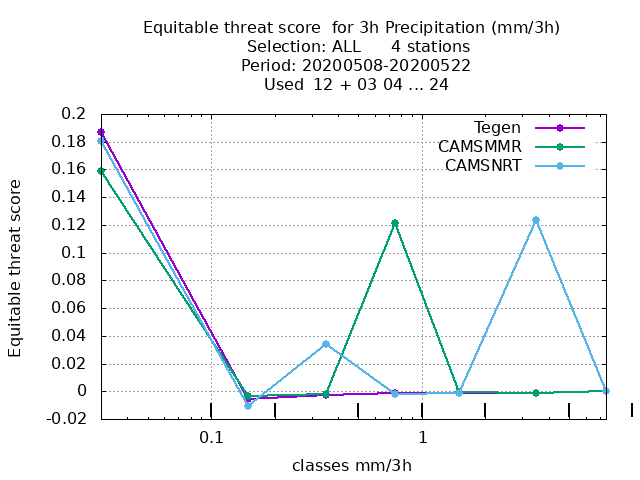 Equitable threat score  for 3h Precipitation (mm/3h)
Selection: ALL      4 stations
Period: 20200508-20200522
Used  12 + 03 04 ... 24
Tegen
CAMSMMR
CAMSNRT
Equitable threat score
0.2
0.18
0.16
0.14
0.12
0.1
0.08
0.06
0.04
0.02
0
-0.02
0.1
1
classes mm/3h